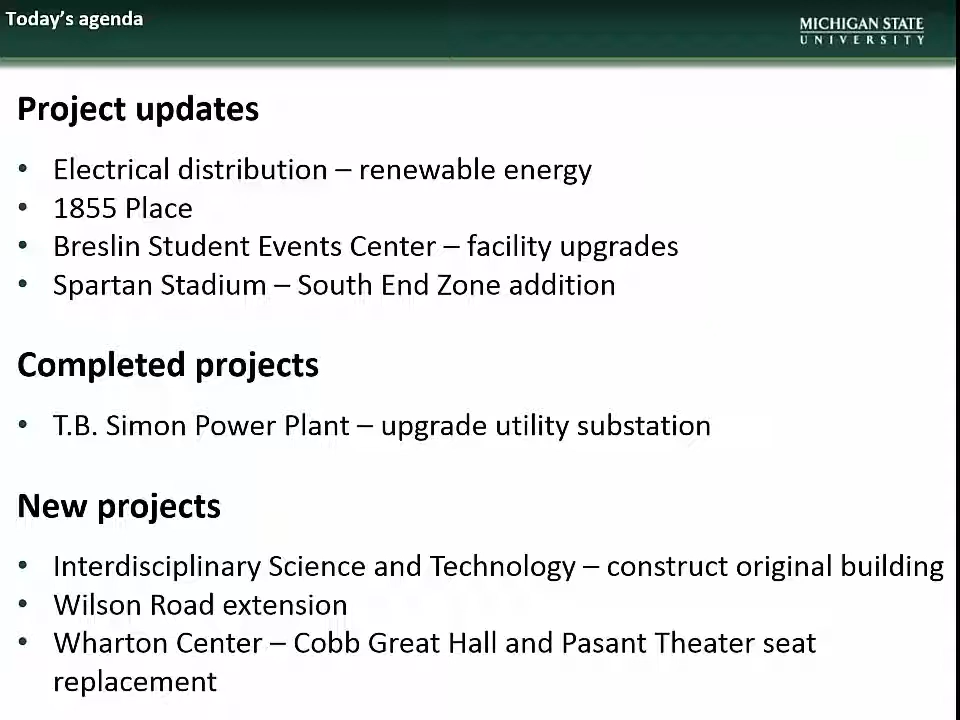 Today's agenda
MICHIGAN STATE
UNIVERSITY
Project updates
• Electrical distribution – renewable energy
• 1855 Place
• Breslin Student Events Center – facility upgrades
• Spartan Stadium – South End Zone addition
Completed projects
• T.B. Simon Power Plant – upgrade utility substation
New projects
• Interdisciplinary Science and Technology – construct original building
• Wilson Road extension
• Wharton Center – Cobb Great Hall and Pasant Theater seat
replacement